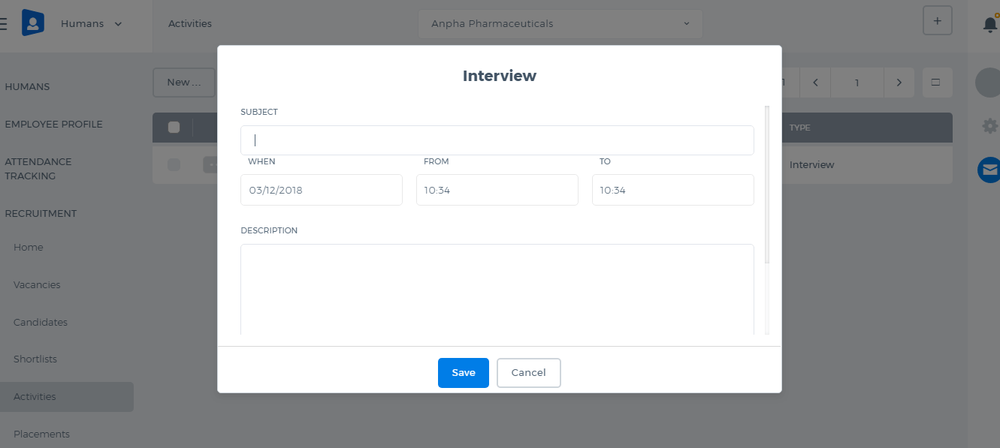 Humans
Activities
Anpha Pharmaceuticals
+
HUMANS
EMPLOYEE PROFILE
ATTENDANCE
TRACKING
RECRUITMENT
Home
Vacancies
Candidates
Shortlists
Activities
Placements
New ...
1
1
TYPE
Interview
Interview
SUBJECT
WHEN
FROM
TO
03/12/2018
10:34
10:34
DESCRIPTION
Save
Cancel